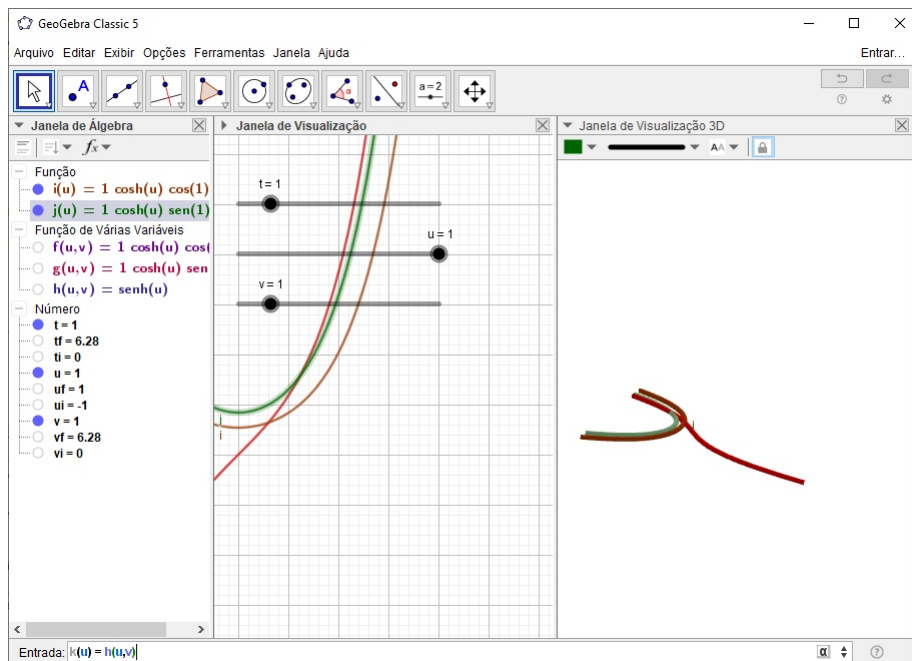 GeoGebra Classic 5
Arquivo Editar Exibir Opções Ferramentas Janela Ajuda Entrar...
A
α
a=2
Janela de Álgebra
Janela de Visualização
Janela de Visualização 3D
fx
AA
Função
i(u) = 1 cosh(u) cos(1)
j(u) = 1 cosh(u) sen(1)
Função de Várias Variáveis
f(u,v) = 1 cosh(u) cos(
g(u,v) = 1 cosh(u) sen
h(u,v) = senh(u)
Número
t = 1
tf = 6.28
ti = 0
u = 1
uf = 1
ui = -1
v = 1
vf = 6.28
vi = 0
t = 1
u = 1
v = 1
j
i
Entrada: k(u) = h(u,v)
α